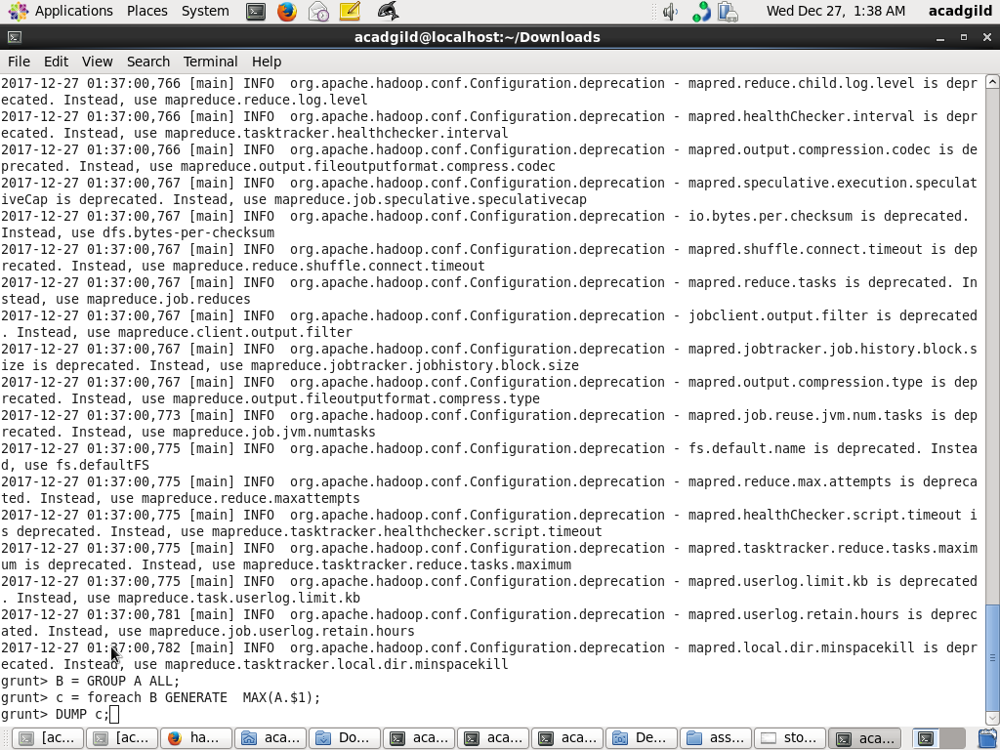 Applications Places System Wed Dec 27, 1:38 AM acadgild
acadgild@localhost:~/Downloads
File Edit View Search Terminal Help
2017-12-27 01:37:00,766 [main] INFO  org.apache.hadoop.conf.Configuration.deprecation - mapred.reduce.child.log.level is depr
ecated. Instead, use mapreduce.reduce.log.level
2017-12-27 01:37:00,766 [main] INFO  org.apache.hadoop.conf.Configuration.deprecation - mapred.healthChecker.interval is depr
ecated. Instead, use mapreduce.tasktracker.healthchecker.interval
2017-12-27 01:37:00,766 [main] INFO  org.apache.hadoop.conf.Configuration.deprecation - mapred.output.compression.codec is de
precated. Instead, use mapreduce.output.fileoutputformat.compress.codec
2017-12-27 01:37:00,767 [main] INFO  org.apache.hadoop.conf.Configuration.deprecation - mapred.speculative.execution.speculat
iveCap is deprecated. Instead, use mapreduce.job.speculative.speculativecap
2017-12-27 01:37:00,767 [main] INFO  org.apache.hadoop.conf.Configuration.deprecation - io.bytes.per.checksum is deprecated.
Instead, use dfs.bytes-per-checksum
2017-12-27 01:37:00,767 [main] INFO  org.apache.hadoop.conf.Configuration.deprecation - mapred.shuffle.connect.timeout is dep
recated. Instead, use mapreduce.reduce.shuffle.connect.timeout
2017-12-27 01:37:00,767 [main] INFO  org.apache.hadoop.conf.Configuration.deprecation - mapred.reduce.tasks is deprecated. In
stead, use mapreduce.job.reduces
2017-12-27 01:37:00,767 [main] INFO  org.apache.hadoop.conf.Configuration.deprecation - jobclient.output.filter is deprecated
. Instead, use mapreduce.client.output.filter
2017-12-27 01:37:00,767 [main] INFO  org.apache.hadoop.conf.Configuration.deprecation - mapred.jobtracker.job.history.block.s
ize is deprecated. Instead, use mapreduce.jobtracker.jobhistory.block.size
2017-12-27 01:37:00,767 [main] INFO  org.apache.hadoop.conf.Configuration.deprecation - mapred.output.compression.type is dep
recated. Instead, use mapreduce.output.fileoutputformat.compress.type
2017-12-27 01:37:00,773 [main] INFO  org.apache.hadoop.conf.Configuration.deprecation - mapred.job.reuse.jvm.num.tasks is dep
recated. Instead, use mapreduce.job.jvm.numtasks
2017-12-27 01:37:00,775 [main] INFO  org.apache.hadoop.conf.Configuration.deprecation - fs.default.name is deprecated. Instea
d, use fs.defaultFS
2017-12-27 01:37:00,775 [main] INFO  org.apache.hadoop.conf.Configuration.deprecation - mapred.reduce.max.attempts is depreca
ted. Instead, use mapreduce.reduce.maxattempts
2017-12-27 01:37:00,775 [main] INFO  org.apache.hadoop.conf.Configuration.deprecation - mapred.healthChecker.script.timeout i
s deprecated. Instead, use mapreduce.tasktracker.healthchecker.script.timeout
2017-12-27 01:37:00,775 [main] INFO  org.apache.hadoop.conf.Configuration.deprecation - mapred.tasktracker.reduce.tasks.maxim
um is deprecated. Instead, use mapreduce.tasktracker.reduce.tasks.maximum
2017-12-27 01:37:00,775 [main] INFO  org.apache.hadoop.conf.Configuration.deprecation - mapred.userlog.limit.kb is deprecated
. Instead, use mapreduce.task.userlog.limit.kb
2017-12-27 01:37:00,781 [main] INFO  org.apache.hadoop.conf.Configuration.deprecation - mapred.userlog.retain.hours is deprec
ated. Instead, use mapreduce.job.userlog.retain.hours
2017-12-27 01:37:00,782 [main] INFO  org.apache.hadoop.conf.Configuration.deprecation - mapred.local.dir.minspacekill is depr
ecated. Instead, use mapreduce.tasktracker.local.dir.minspacekill
grunt> B = GROUP A ALL;
grunt> c = foreach B GENERATE  MAX(A.$1);
grunt> DUMP c;
[ac... [ac... ha... aca... Do... aca... aca... aca... De... ass... sto... aca...